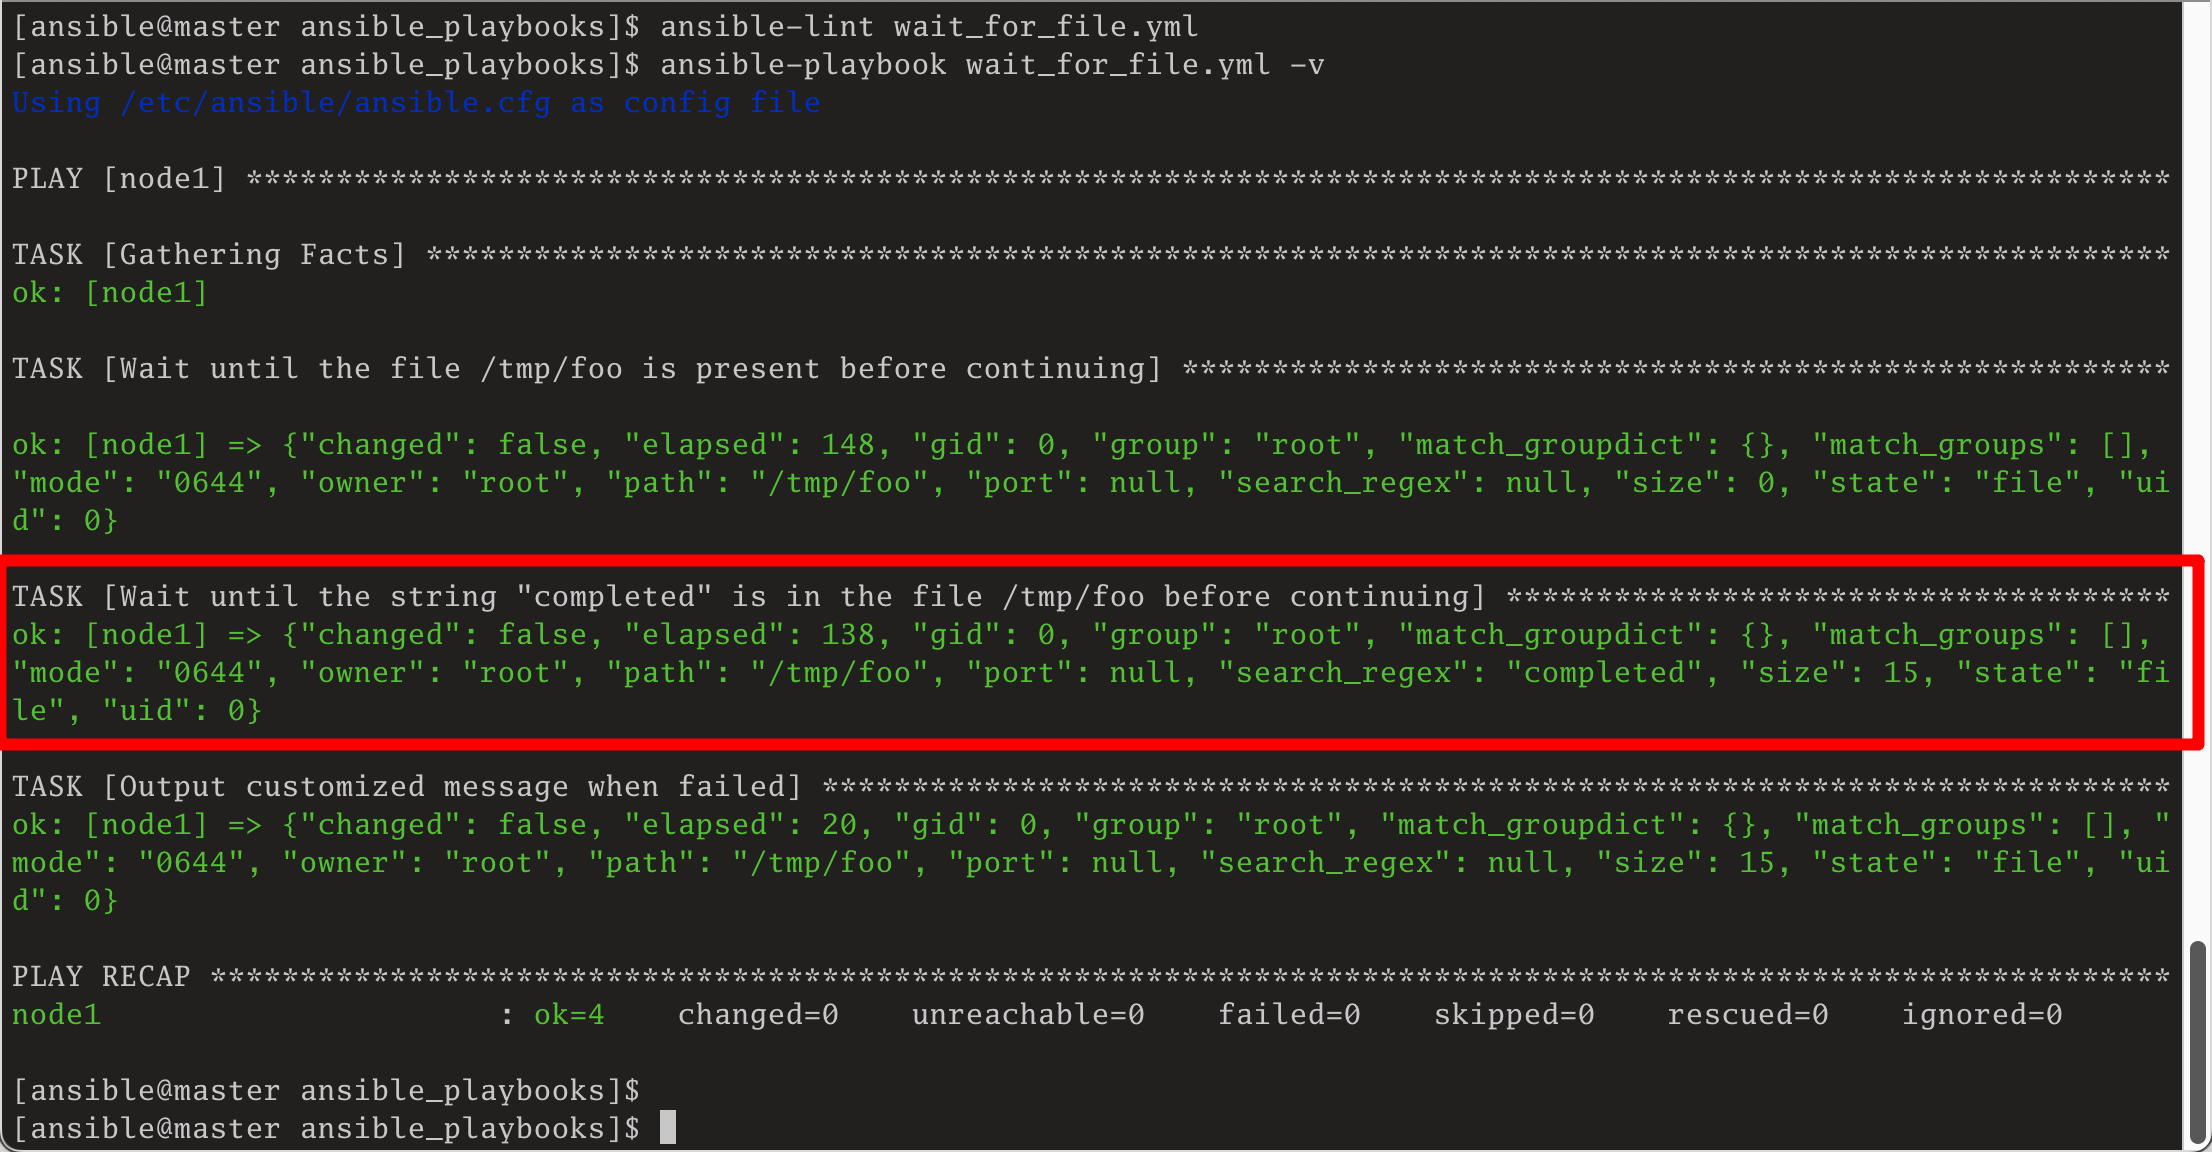 [ansible@master ansible_playbooks]$ ansible-lint wait_for_file.yml
[ansible@master ansible_playbooks]$ ansible-playbook wait_for_file.yml -v
Using /etc/ansible/ansible.cfg as config file
PLAY [node1] ***********************************************************************************************************
TASK [Gathering Facts] *************************************************************************************************
ok: [node1]
TASK [Wait until the file /tmp/foo is present before continuing] *******************************************************
ok: [node1] => {"changed": false, "elapsed": 148, "gid": 0, "group": "root", "match_groupdict": {}, "match_groups": [],
"mode": "0644", "owner": "root", "path": "/tmp/foo", "port": null, "search_regex": null, "size": 0, "state": "file", "ui
d": 0}
TASK [Wait until the string "completed" is in the file /tmp/foo before continuing] *************************************
ok: [node1] => {"changed": false, "elapsed": 138, "gid": 0, "group": "root", "match_groupdict": {}, "match_groups": [],
"mode": "0644", "owner": "root", "path": "/tmp/foo", "port": null, "search_regex": "completed", "size": 15, "state": "fi
le", "uid": 0}
TASK [Output customized message when failed] ***************************************************************************
ok: [node1] => {"changed": false, "elapsed": 20, "gid": 0, "group": "root", "match_groupdict": {}, "match_groups": [], "
mode": "0644", "owner": "root", "path": "/tmp/foo", "port": null, "search_regex": null, "size": 15, "state": "file", "ui
d": 0}
PLAY RECAP *************************************************************************************************************
node1                      : ok=4    changed=0    unreachable=0    failed=0    skipped=0    rescued=0    ignored=0
[ansible@master ansible_playbooks]$
[ansible@master ansible_playbooks]$